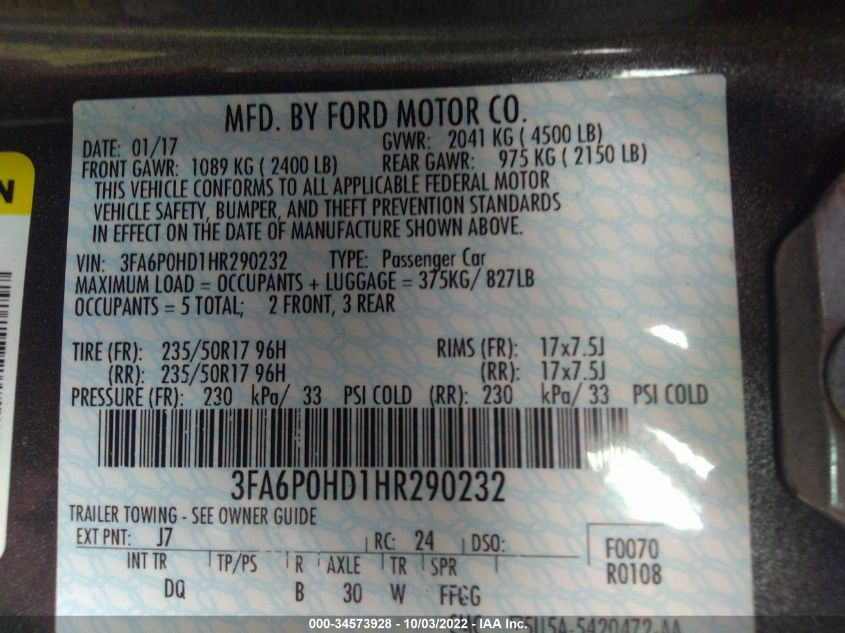 MFD. BY FORD MOTOR CO.
DATE: 01/17 GVWR: 2041 KG ( 4500 LB)
FRONT GAWR: 1089 KG ( 2400 LB) REAR GAWR: 975 KG ( 2150 LB)
THIS VEHICLE CONFORMS TO ALL APPLICABLE FEDERAL MOTOR
VEHICLE SAFETY, BUMPER, AND THEFT PREVENTION STANDARDS
IN EFFECT ON THE DATE OF MANUFACTURE SHOWN ABOVE.
VIN: 3FA6P0HD1HR290232 TYPE: Passenger Car
MAXIMUM LOAD = OCCUPANTS + LUGGAGE = 375KG/ 827LB
OCCUPANTS = 5 TOTAL; 2 FRONT, 3 REAR
TIRE (FR): 235/50R17 96H RIMS (FR): 17x7.5J
(RR): 235/50R17 96H (RR): 17x7.5J
PRESSURE (FR): 230 kPa/ 33 PSI COLD (RR): 230 kPa/ 33 PSI COLD
3FA6P0HD1HR290232
TRAILER TOWING - SEE OWNER GUIDE
EXT PNT: J7 RC: 24 DSO: F0070
INT TR TP/PS R AXLE TR SPR R0108
DQ B 30 W
000-34573928 - 10/03/2022 - IAA Inc.